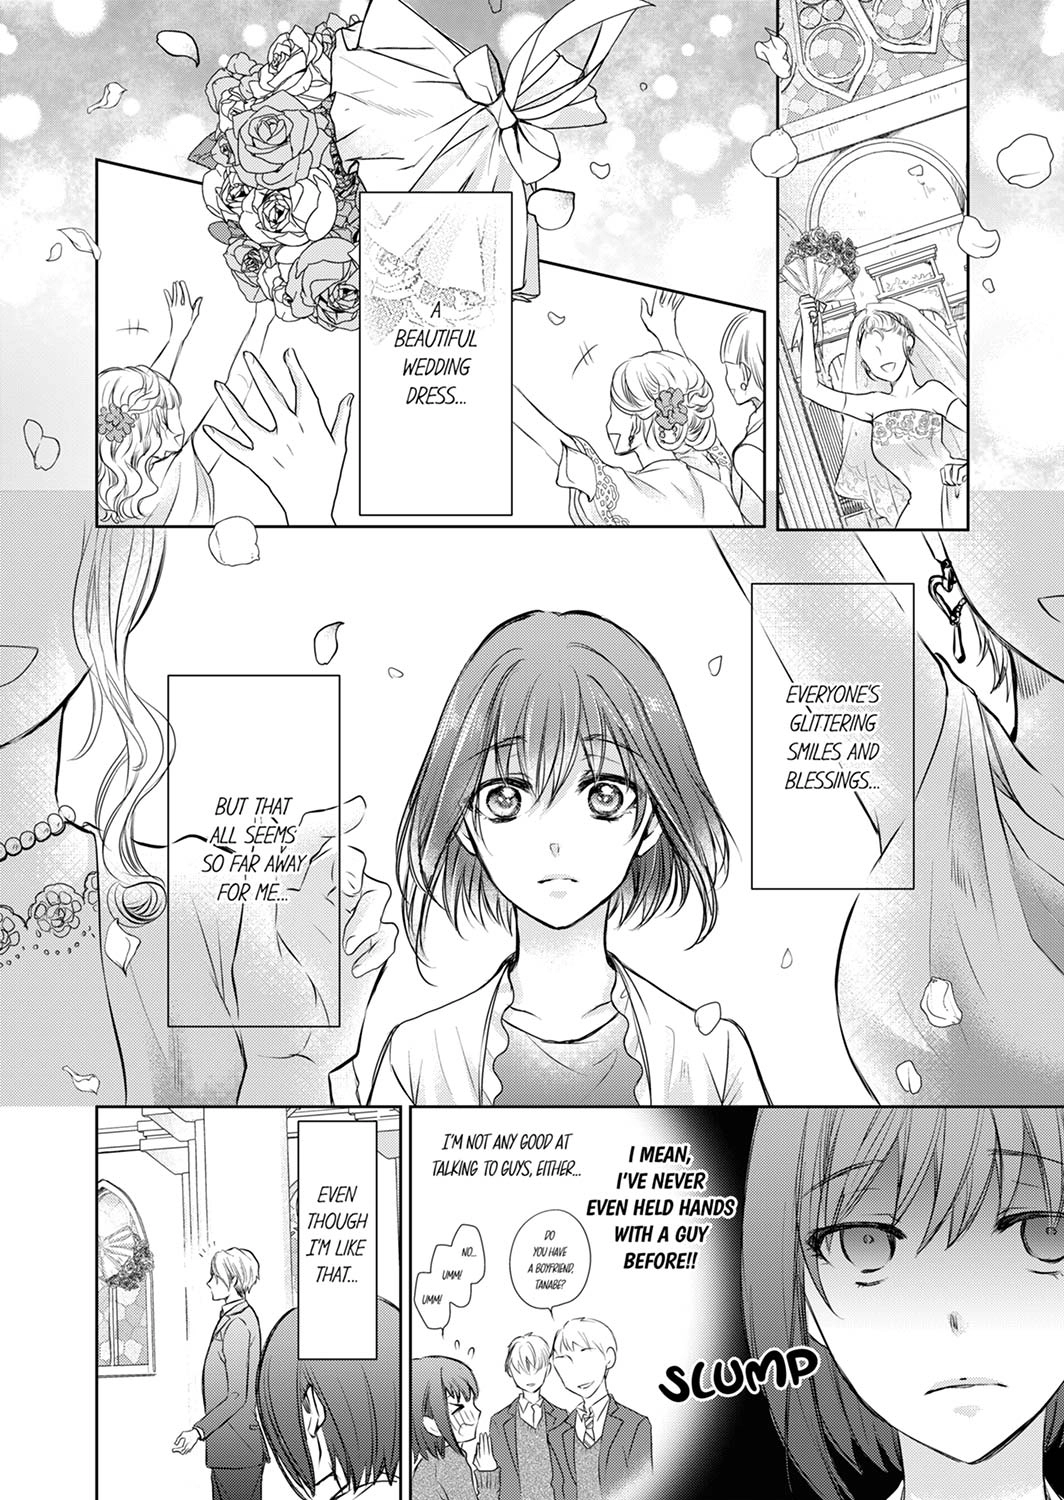 A
BEAUTIFUL
WEDDING
DRESS...
EVERYONE'S
GLITTERING
SMILES AND
BLESSINGS...
BUT THAT
ALL SEEMS
SO FAR AWAY
FOR ME...
I MEAN,
I'VE NEVER
EVEN HELD HANDS
WITH A GUY
BEFORE!!
SLUMP
I'M NOT ANY GOOD AT
TALKING TO GUYS, EITHER...
DO
YOU HAVE
A BOYFRIEND,
TANABE?
NO...
UMM!
UMM!
EVEN
THOUGH
I'M LIKE
THAT...